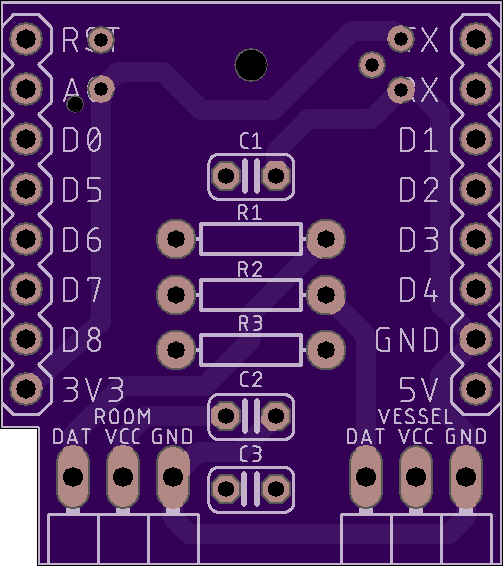 RST TX
A0 RX
D0 D1
C1
D5 D2
R1
D6 D3
R2
D7 D4
R3
D8 GND
C2
3V3 5V
ROOM VESSEL
DAT VCC GND DAT VCC GND
C3